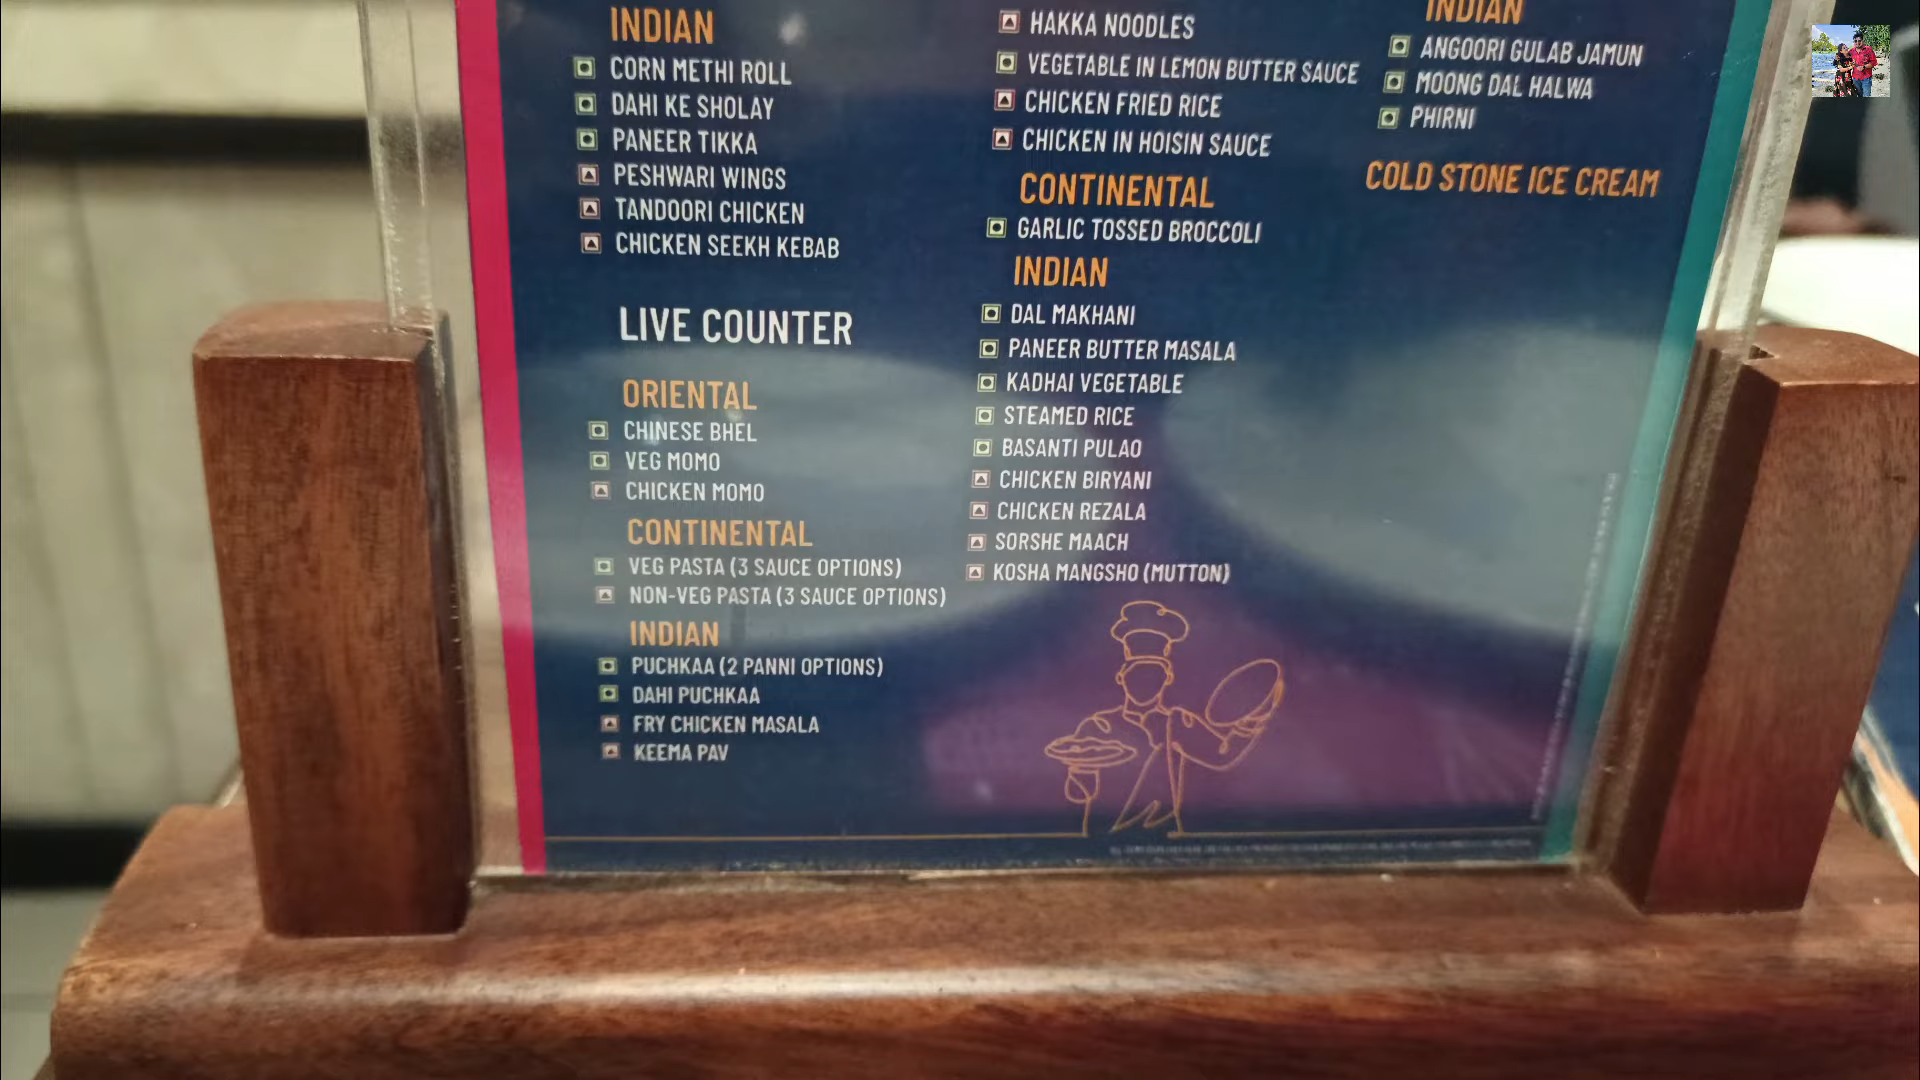 INDIAN
CORN METHI ROLL
DAHI KE SHOLAY
PANEER TIKKA
PESHWARI WINGS
TANDOORI CHICKEN
CHICKEN SEEKH KEBAB
LIVE COUNTER
ORIENTAL
CHINESE BHEL
VEG MOMO
CHICKEN MOMO
CONTINENTAL
VEG PASTA (3 SAUCE OPTIONS)
NON-VEG PASTA (3 SAUCE OPTIONS)
INDIAN
PUCHKAA (2 PANNI OPTIONS)
DAHI PUCHKAA
FRY CHICKEN MASALA
KEEMA PAV
HAKKA NOODLES
VEGETABLE IN LEMON BUTTER SAUCE
CHICKEN FRIED RICE
CHICKEN IN HOISIN SAUCE
CONTINENTAL
GARLIC TOSSED BROCCOLI
INDIAN
DAL MAKHANI
PANEER BUTTER MASALA
KADHAI VEGETABLE
STEAMED RICE
BASANTI PULAO
CHICKEN BIRYANI
CHICKEN REZALA
SORSHE MAACH
KOSHA MANGSHO (MUTTON)
INDIAN
ANGOORI GULAB JAMUN
MOONG DAL HALWA
PHIRNI
COLD STONE ICE CREAM